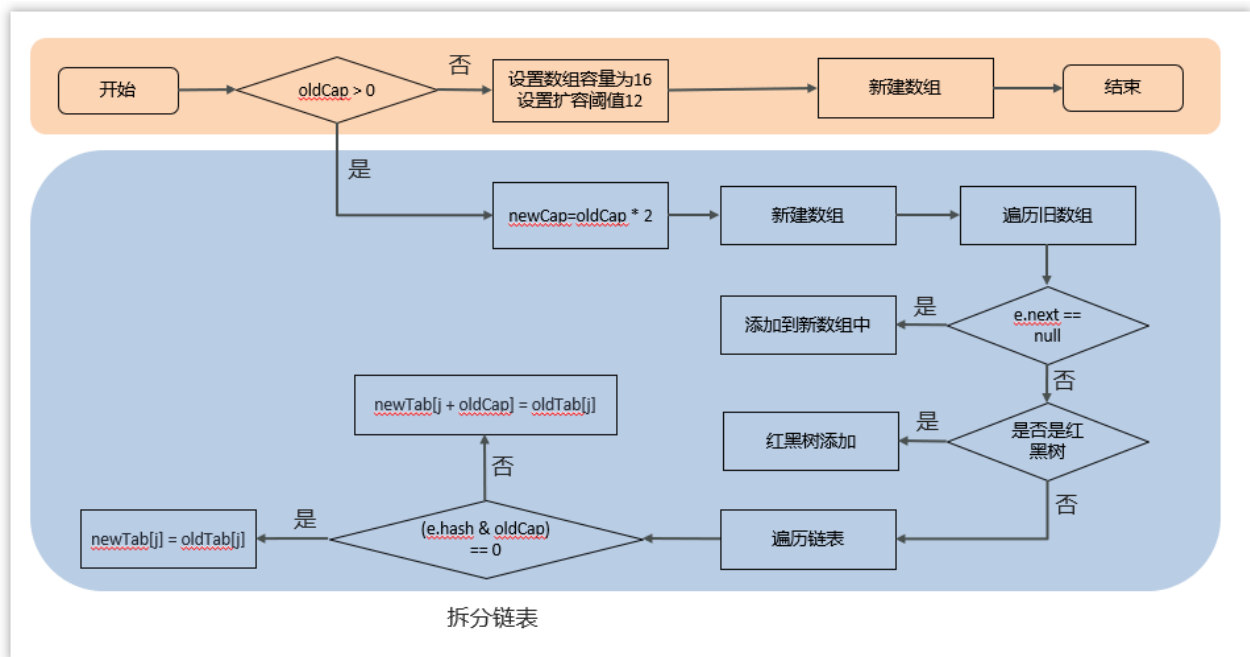 开始
oldCap > 0
否
设置数组容量为16
设置扩容阈值12
新建数组
结束
是
newCap=oldCap * 2
新建数组
遍历旧数组
添加到新数组中
是
e.next ==
null
否
newTab[j + oldCap] = oldTab[j]
红黑树添加
是
是否是红
黑树
否
否
newTab[j] = oldTab[j]
是
(e.hash & oldCap)
== 0
遍历链表
拆分链表